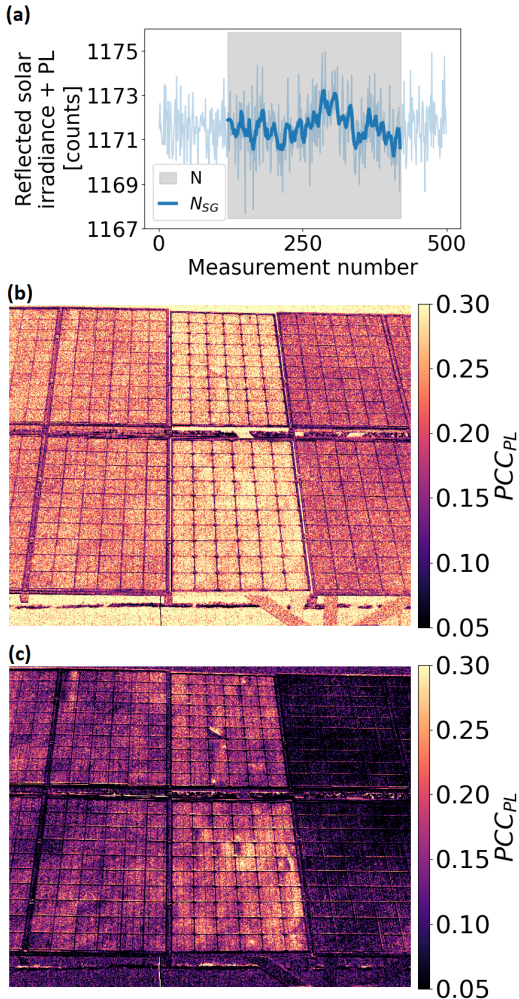 (a)
Reflected solar
irradiance + PL
[counts]
1175
1173
1171
1169
1167
N
N_SG
0
250
500
Measurement number
(b)
0.30
0.25
0.20
0.15
0.10
0.05
PCC_PL
(c)
0.30
0.25
0.20
0.15
0.10
0.05
PCC_PL